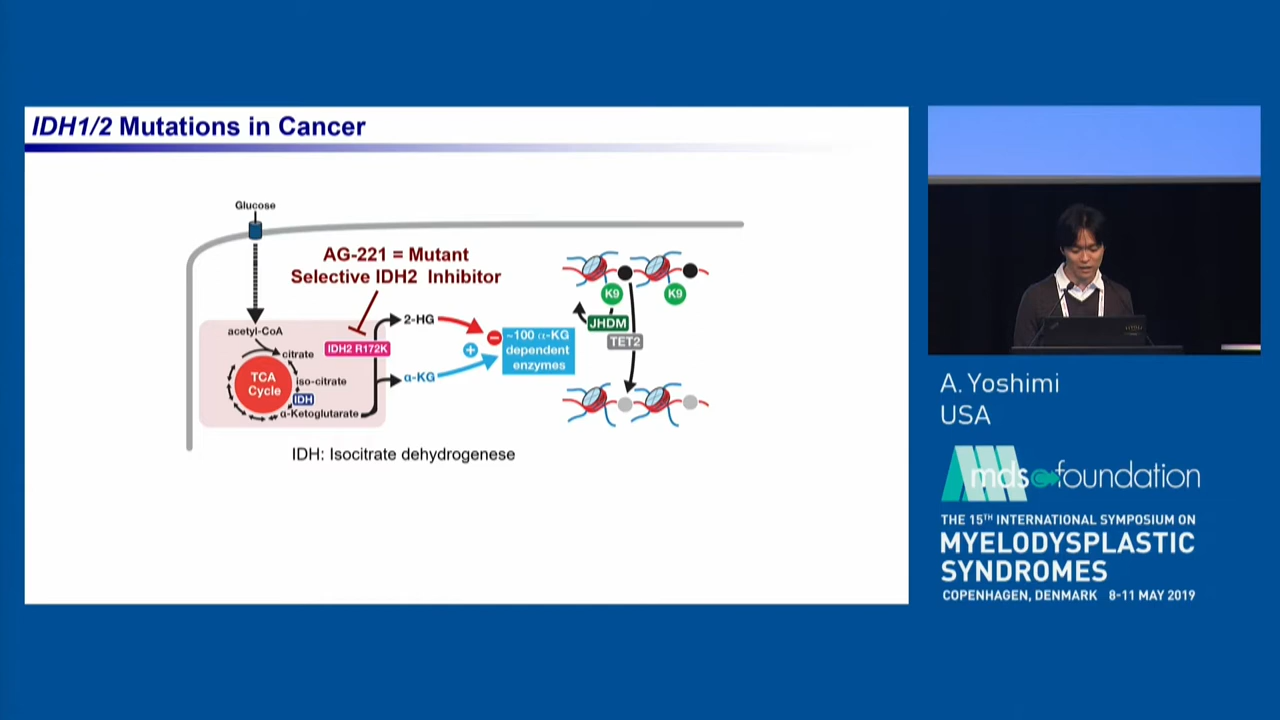 IDH1/2 Mutations in Cancer
Glucose
AG-221 = Mutant
Selective IDH2 Inhibitor
acetyl-CoA
citrate
IDH2 R172K
TCA
Cycle
iso-citrate
IDH
α-Ketoglutarate
2-HG
α-KG
~100 α-KG
dependent
enzymes
K9
K9
JHDM
TET2
IDH: Isocitrate dehydrogenese
A. Yoshimi
USA
mds foundation
THE 15TH INTERNATIONAL SYMPOSIUM ON
MYELODYSPLASTIC
SYNDROMES
COPENHAGEN, DENMARK 8-11 MAY 2019